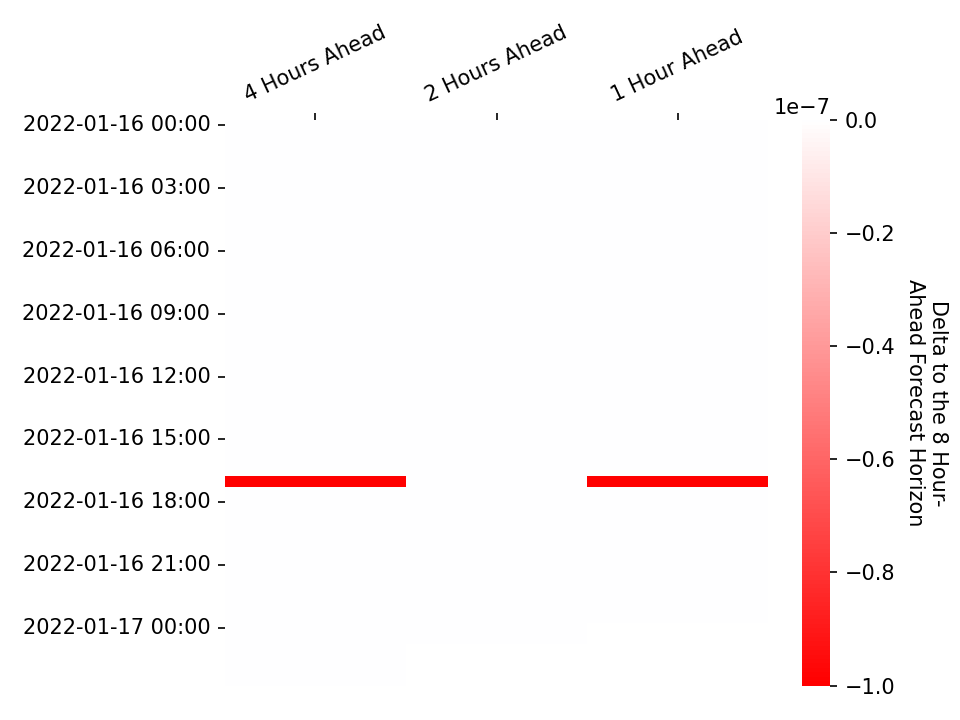 4 Hours Ahead
2 Hours Ahead
1 Hour Ahead
1e−7
2022-01-16 00:00
2022-01-16 03:00
2022-01-16 06:00
2022-01-16 09:00
2022-01-16 12:00
2022-01-16 15:00
2022-01-16 18:00
2022-01-16 21:00
2022-01-17 00:00
0.0
−0.2
−0.4
−0.6
−0.8
−1.0
Delta to the 8 Hour-
Ahead Forecast Horizon